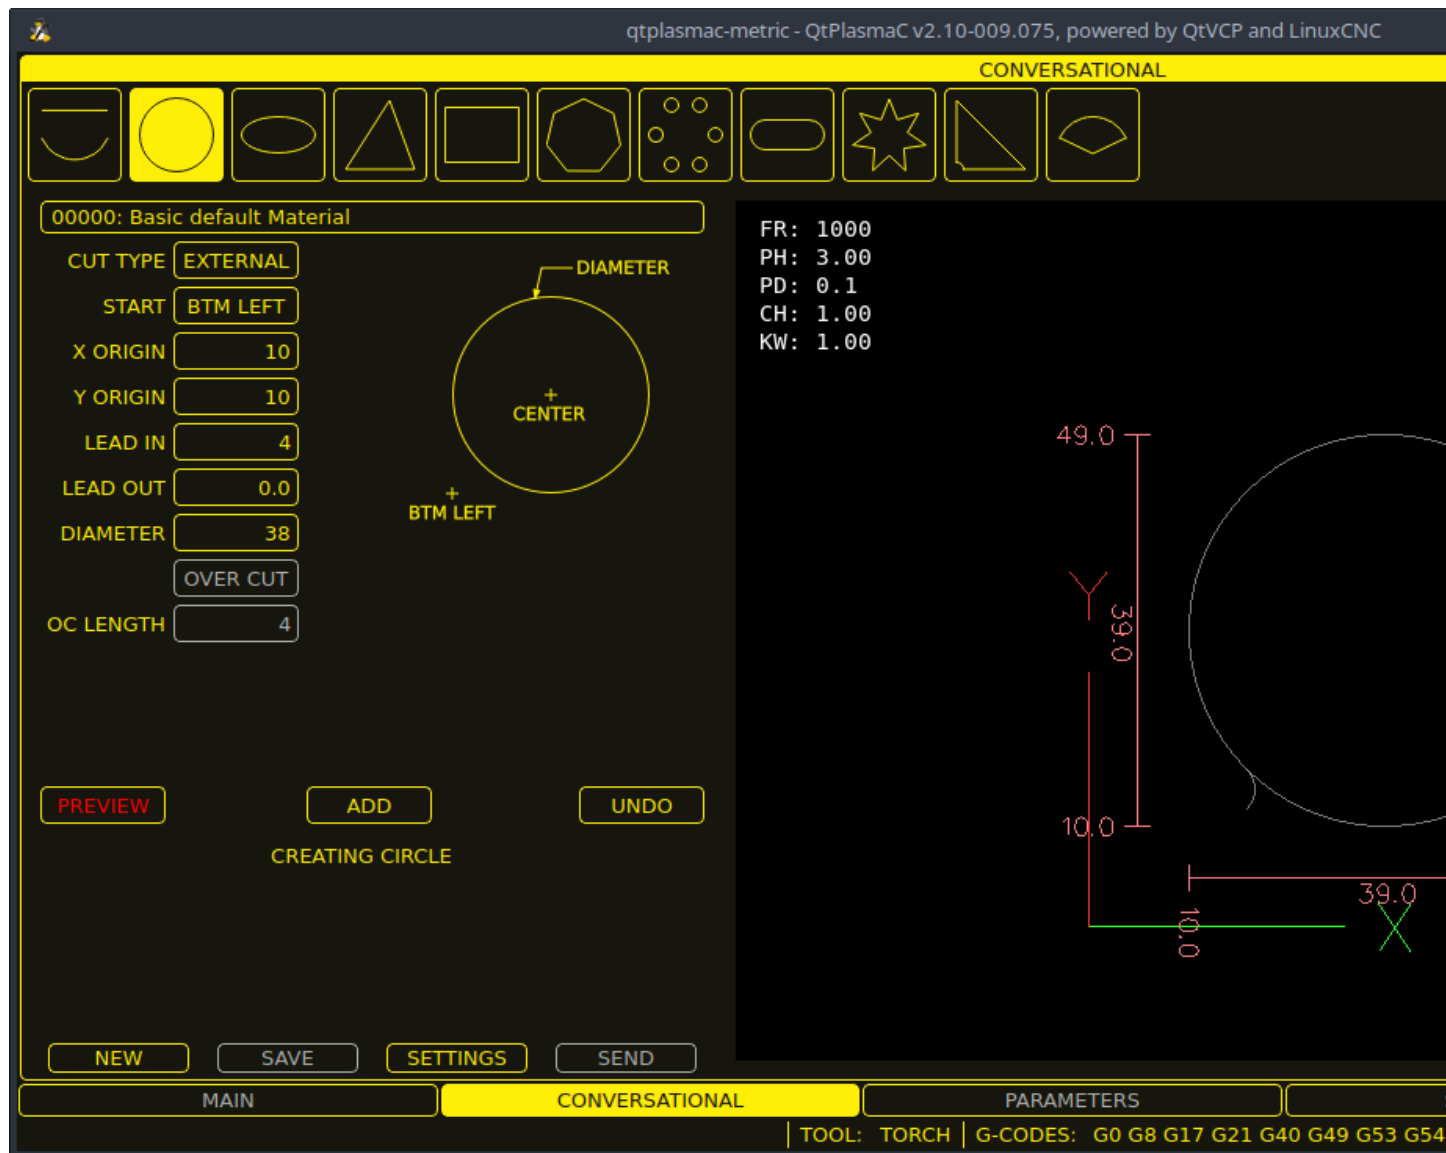 qtplasmac-metric - QtPlasmaC v2.10-009.075, powered by QtVCP and LinuxCNC
CONVERSATIONAL
00000: Basic default Material
CUT TYPE EXTERNAL
START BTM LEFT
X ORIGIN 10
Y ORIGIN 10
LEAD IN 4
LEAD OUT 0.0
DIAMETER 38
OVER CUT
OC LENGTH 4
DIAMETER
CENTER
BTM LEFT
PREVIEW ADD UNDO
CREATING CIRCLE
NEW SAVE SETTINGS SEND
FR: 1000
PH: 3.00
PD: 0.1
CH: 1.00
KW: 1.00
49.0
Y
39.0
10.0
39.0
10.0
X
MAIN CONVERSATIONAL PARAMETERS
TOOL: TORCH G-CODES: G0 G8 G17 G21 G40 G49 G53 G54